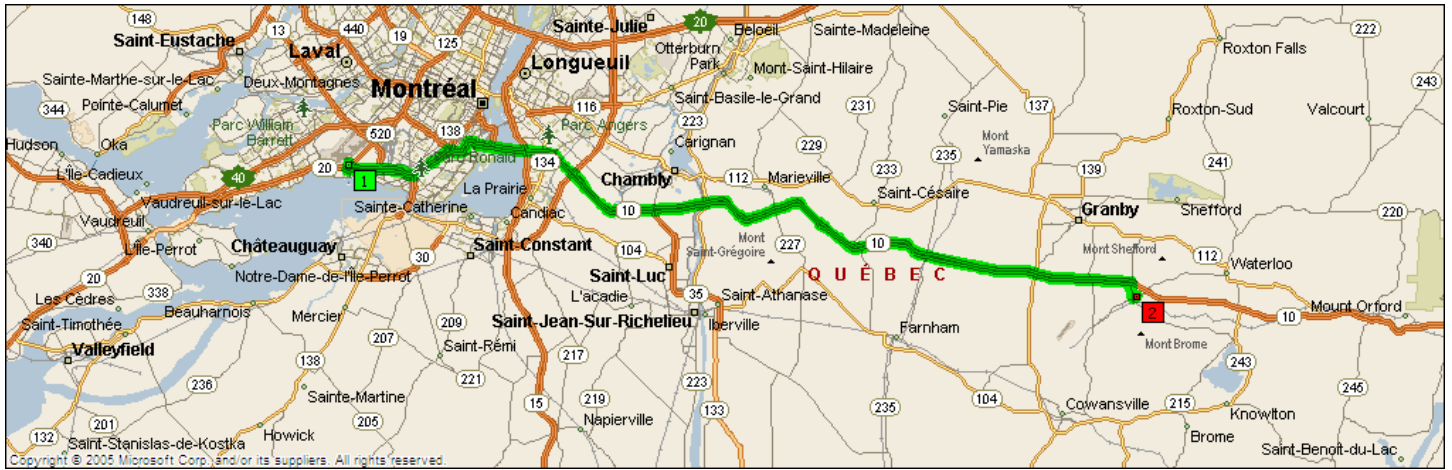 148
13
440
19
125
Sainte-Julie
20
Sainte-Madeleine
222
Saint-Eustache
Laval
Otterburn
Park
Beloeil
Roxton Falls
Longueuil
Sainte-Marthe-sur-le-Lac
Deux-Montagnes
Mont-Saint-Hilaire
243
Montréal
344
Pointe-Calumet
116
Saint-Basile-le-Grand
231
Saint-Pie
137
Roxton-Sud
Valcourt
Parc William
Barrett
520
138
Parc Angers
223
Carignan
Mont
Yamaska
Hudson
Oka
20
Parc Ronald
134
229
235
241
139
L'Île-Cadieux
40
1
La Prairie
Chambly
112
Marieville
233
Saint-Césaire
Shefford
Vaudreuil-sur-le-Lac
Sainte-Catherine
Candiac
10
Granby
220
Vaudreuil
340
L'Île-Perrot
Châteauguay
Saint-Constant
104
Mont
Saint-Grégoire
227
10
Mont Shefford
112
30
Waterloo
20
Notre-Dame-de-l'Île-Perrot
Saint-Luc
QUÉBEC
Les Cèdres
338
Beauharnois
L'acadie
35
Saint-Athanase
2
10
Mount Orford
Saint-Timothée
Mercier
209
Saint-Jean-Sur-Richelieu
Iberville
Farnham
Mont Brome
Valleyfield
207
Saint-Rémi
217
138
243
236
221
223
245
Sainte-Martine
15
219
133
235
104
Cowansville
215
Knowlton
201
205
Napierville
132
Howick
Brome
Saint-Stanislas-de-Kostka
Saint-Benoît-du-Lac
Copyright © 2005 Microsoft Corp. and/or its suppliers. All rights reserved.